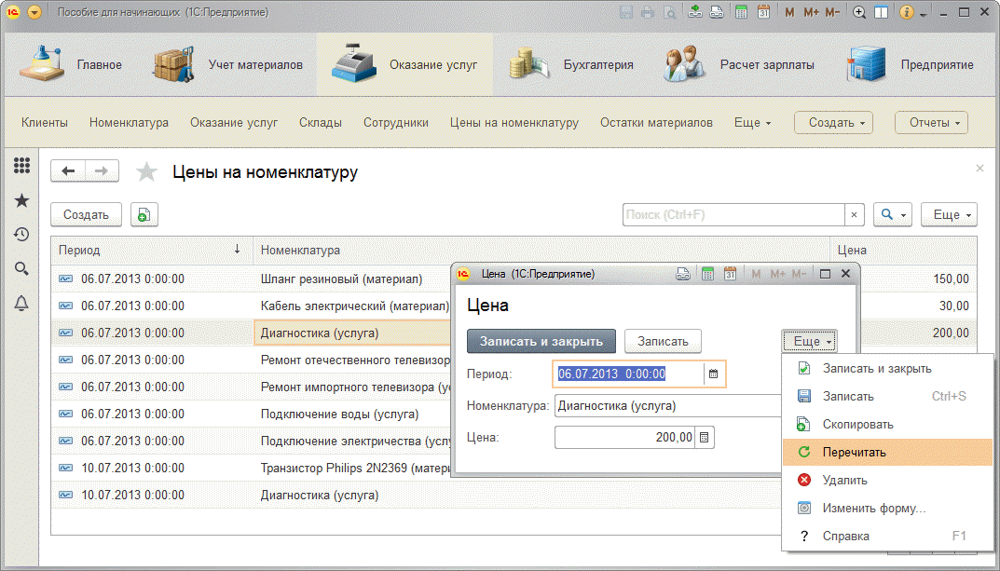 Пособие для начинающих (1С:Предприятие)
M M+ M-
Главное Учет материалов Оказание услуг Бухгалтерия Расчет зарплаты Предприятие
Клиенты Номенклатура Оказание услуг Склады Сотрудники Цены на номенклатуру Остатки материалов Еще Создать Отчеты
Цены на номенклатуру
Создать Поиск (Ctrl+F) Еще
Период Номенклатура Цена
06.07.2013 0:00:00 Шланг резиновый (материал) 150,00
06.07.2013 0:00:00 Кабель электрический (материал) 30,00
06.07.2013 0:00:00 Диагностика (услуга) 200,00
06.07.2013 0:00:00 Ремонт отечественного телевизор
06.07.2013 0:00:00 Ремонт импортного телевизора (ус
06.07.2013 0:00:00 Подключение воды (услуга)
06.07.2013 0:00:00 Подключение электричества (услу
10.07.2013 0:00:00 Транзистор Philips 2N2369 (матери
10.07.2013 0:00:00 Диагностика (услуга)
Цена (1С:Предприятие) M M+ M-
Цена
Записать и закрыть Записать Еще
Период: 06.07.2013 0:00:00
Номенклатура: Диагностика (услуга)
Цена: 200,00
Записать и закрыть
Записать Ctrl+S
Скопировать
Перечитать
Удалить
Изменить форму...
Справка F1